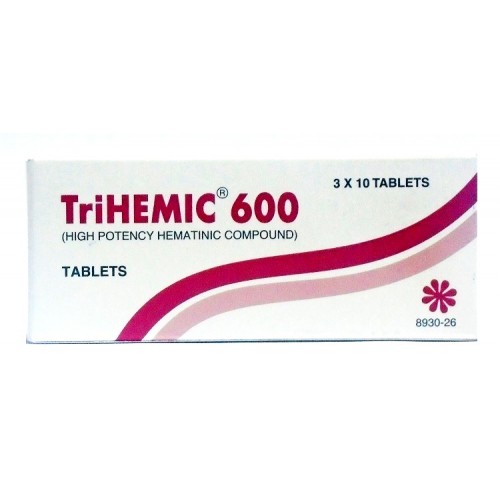 3 X 10 TABLETS
TriHEMIC® 600
(HIGH POTENCY HEMATINIC COMPOUND)
TABLETS
8930-26